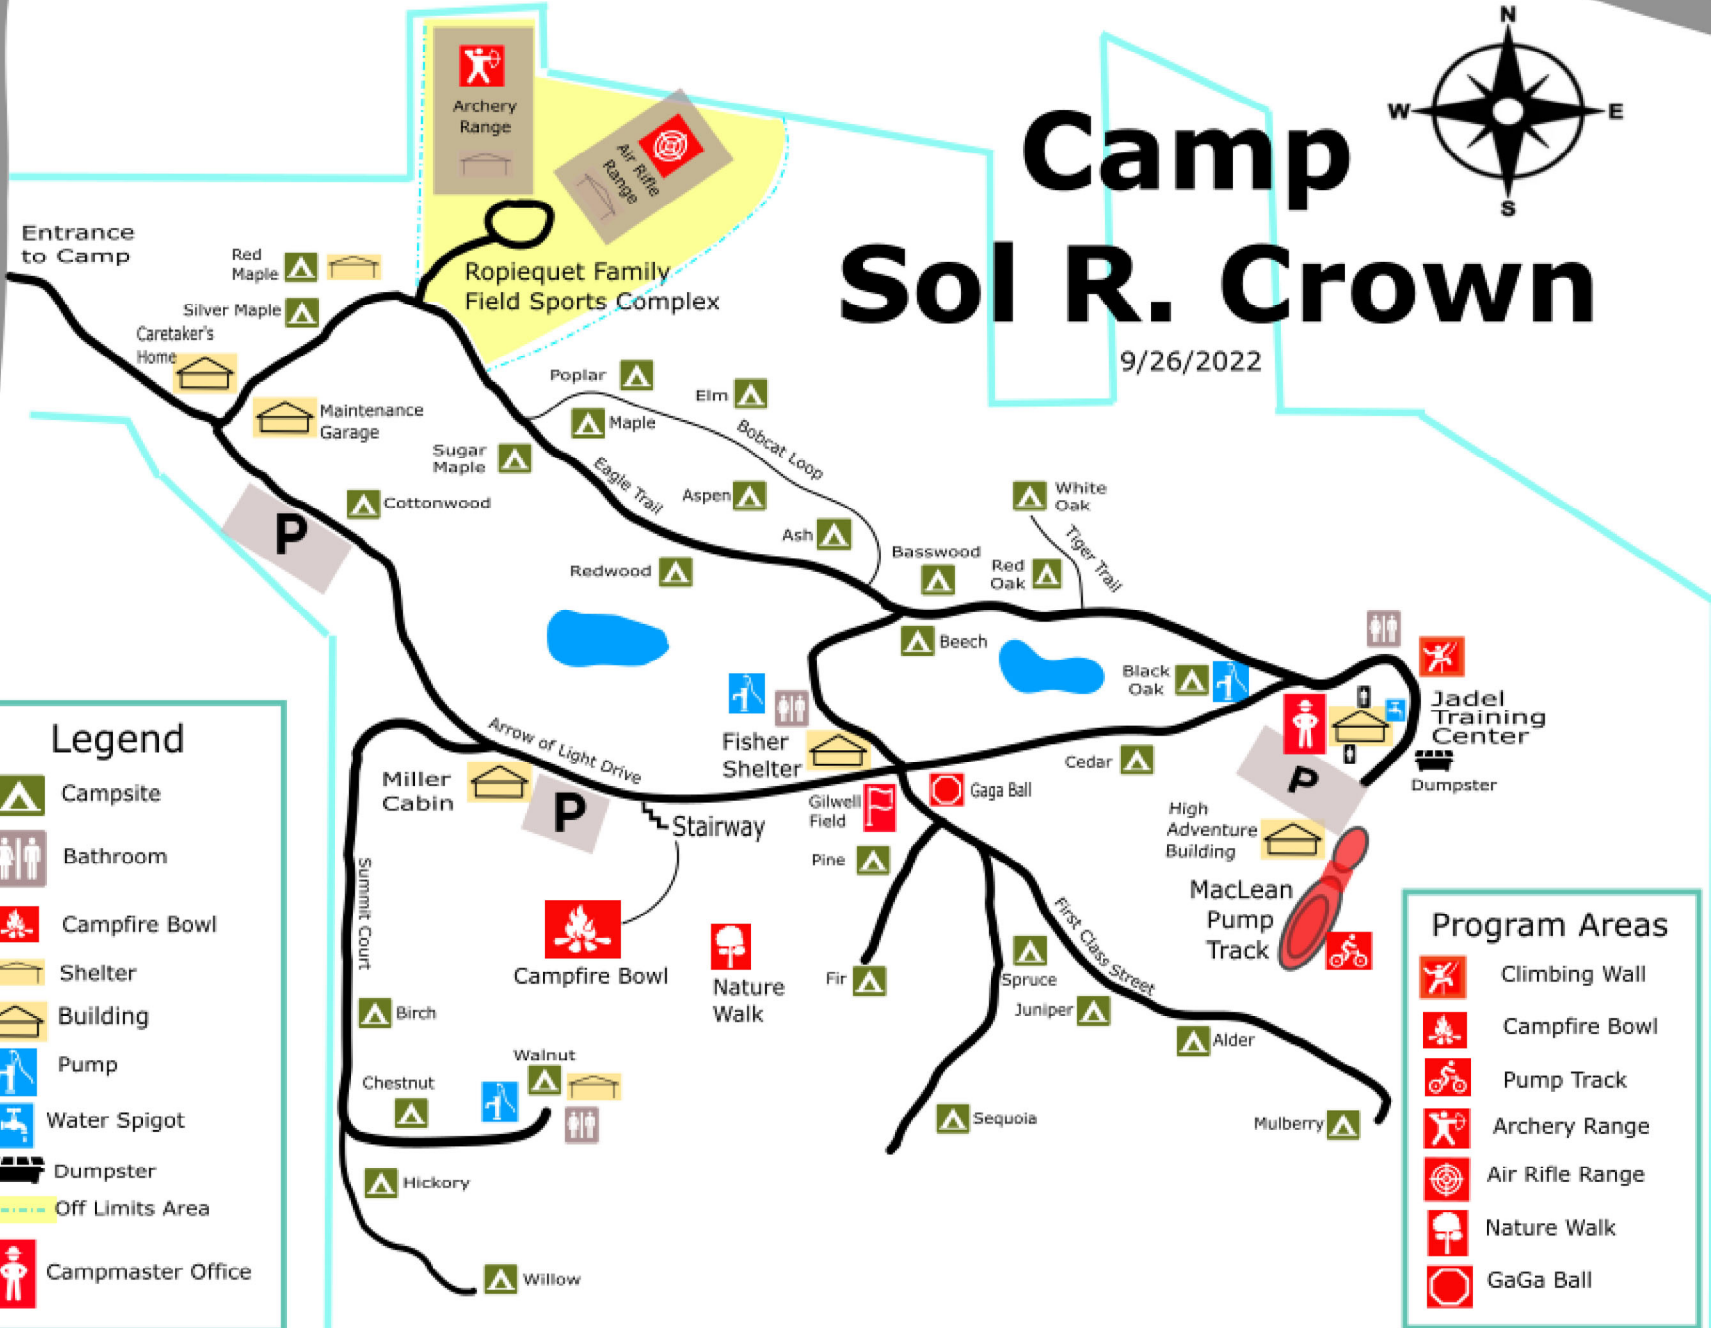 N
W
E
S
Camp
Sol R. Crown
9/26/2022
Archery
Range
Air Rifle
Range
Ropiequet Family
Field Sports Complex
Entrance
to Camp
Red
Maple
Silver Maple
Caretaker's
Home
Maintenance
Garage
Sugar
Maple
Cottonwood
P
Poplar
Maple
Elm
Bobcat Loop
Eagle Trail
Aspen
Ash
Redwood
White
Oak
Tiger Trail
Basswood
Red
Oak
Beech
Black
Oak
Jadel
Training
Center
Dumpster
P
Cedar
High
Adventure
Building
MacLean
Pump
Track
Fisher
Shelter
Arrow of Light Drive
Miller
Cabin
P
Stairway
Gilwell
Field
Gaga Ball
Pine
Summit Court
Campfire Bowl
Nature
Walk
Fir
Spruce
First Class Street
Juniper
Alder
Birch
Walnut
Chestnut
Sequoia
Mulberry
Hickory
Willow
Legend
Campsite
Bathroom
Campfire Bowl
Shelter
Building
Pump
Water Spigot
Dumpster
Off Limits Area
Campmaster Office
Program Areas
Climbing Wall
Campfire Bowl
Pump Track
Archery Range
Air Rifle Range
Nature Walk
GaGa Ball